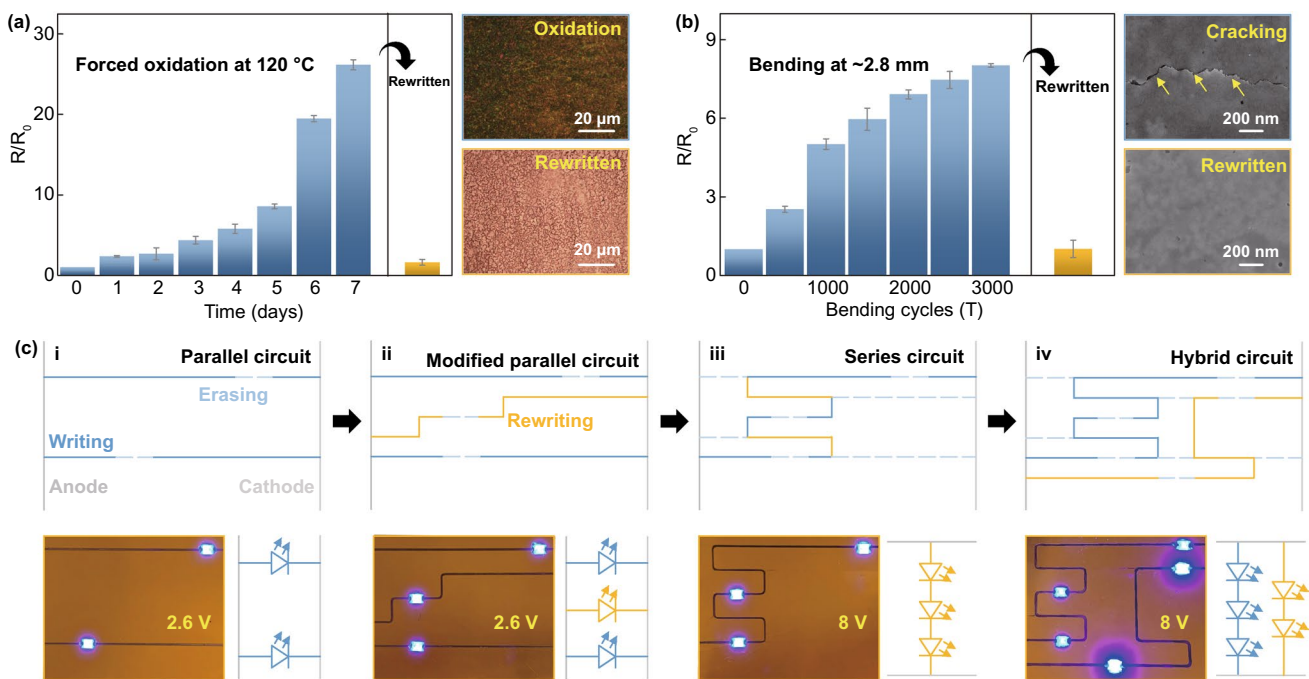 (a)
R/R₀
30
20
10
0
Forced oxidation at 120 °C
Rewritten
0 1 2 3 4 5 6 7
Time (days)
Oxidation
20 μm
Rewritten
20 μm
(b)
R/R₀
9
6
3
0
Bending at ~2.8 mm
Rewritten
0 1000 2000 3000
Bending cycles (T)
Cracking
200 nm
Rewritten
200 nm
(c)
i Parallel circuit
Erasing
Writing
Anode Cathode
ii Modified parallel circuit
Rewriting
iii Series circuit
iv Hybrid circuit
2.6 V
2.6 V
8 V
8 V